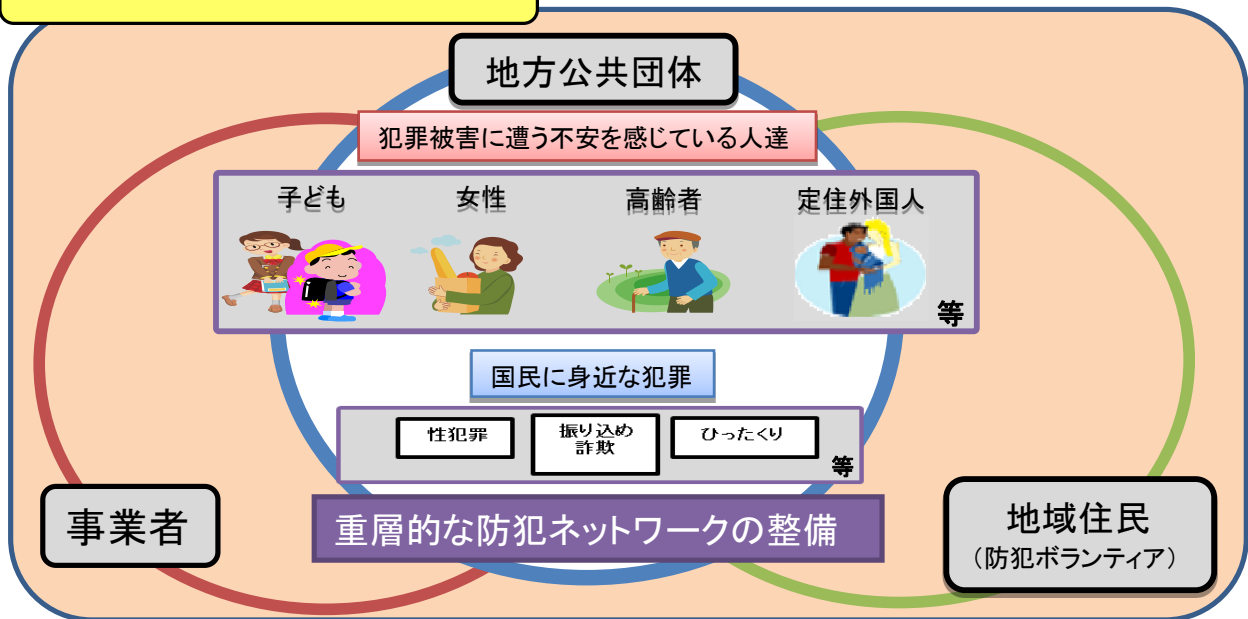 地方公共団体
犯罪被害に遭う不安を感じている人達
子ども
女性
高齢者
定住外国人
等
国民に身近な犯罪
性犯罪
振り込め
詐欺
ひったくり
等
重層的な防犯ネットワークの整備
事業者
地域住民
（防犯ボランティア）